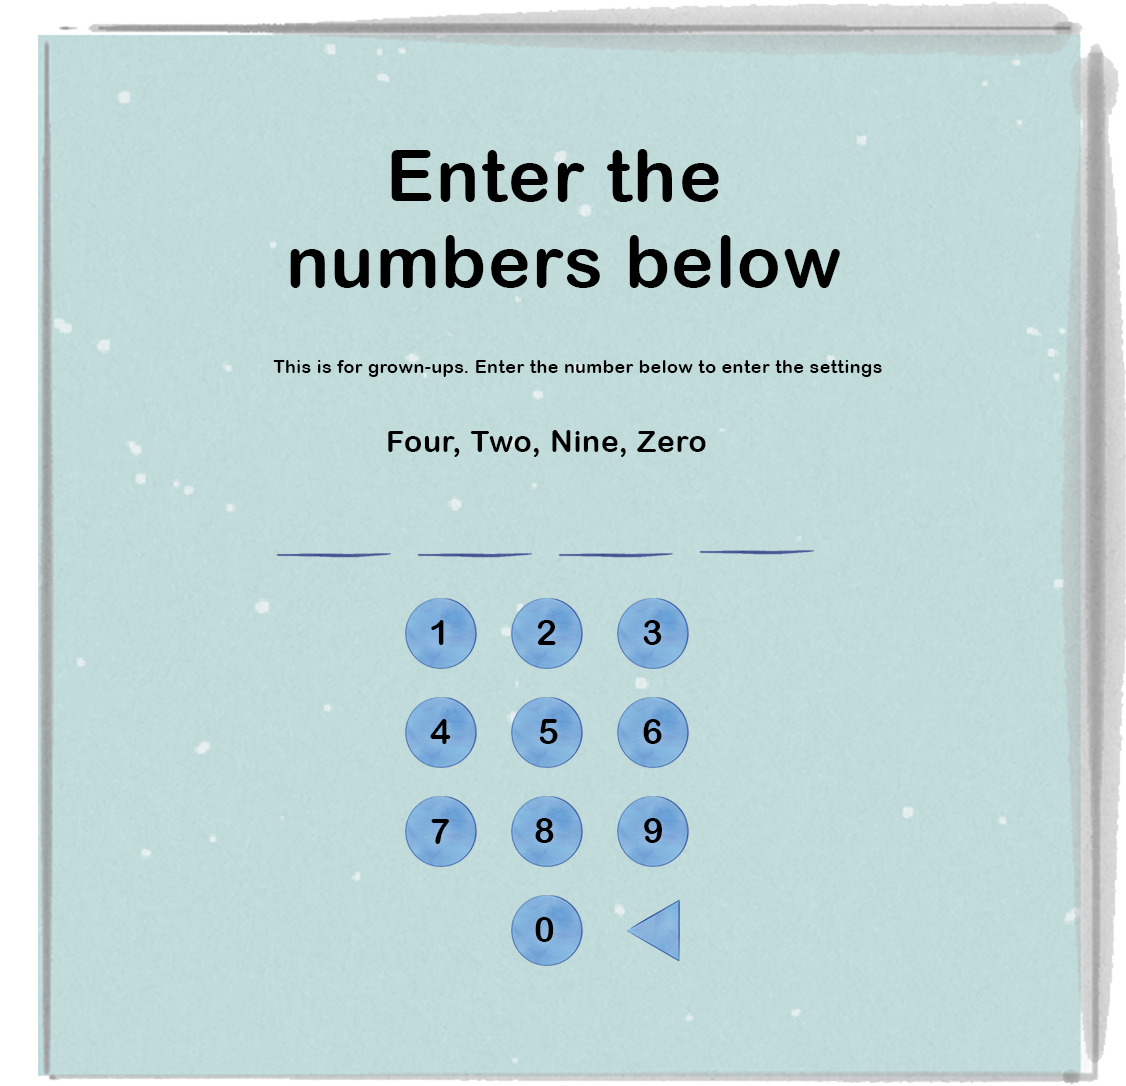 Enter the
numbers below
This is for grown-ups. Enter the number below to enter the settings
Four, Two, Nine, Zero
1 2 3
4 5 6
7 8 9
0